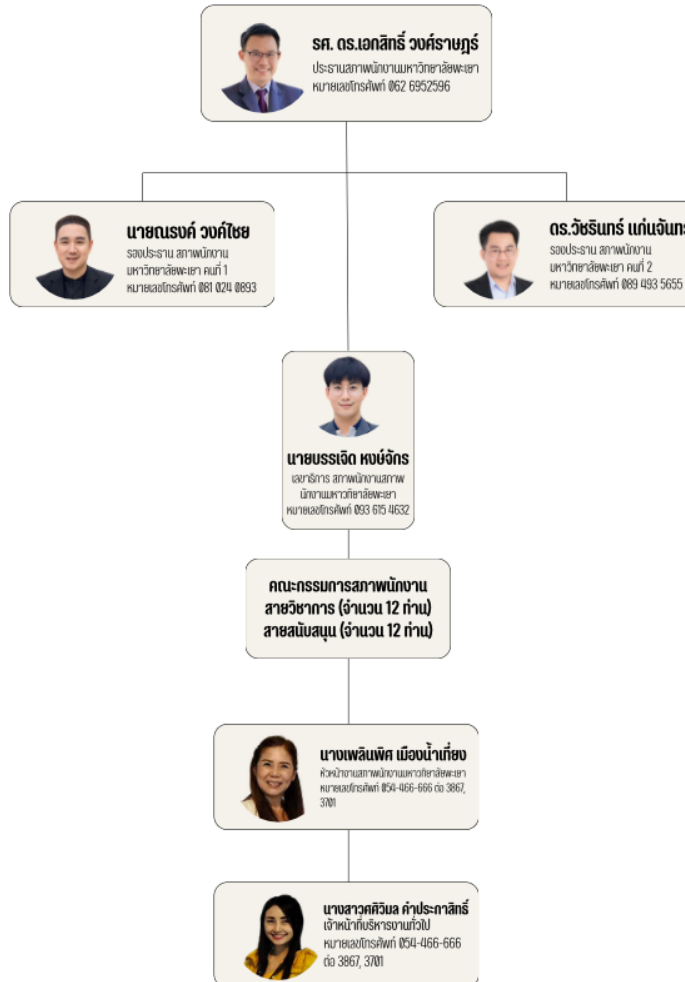 รศ. ดร.เอกสิทธิ์ วงศ์ราษฎร์
ประธานสภาพนักงานมหาวิทยาลัยพะเยา
หมายเลขโทรศัพท์ 062 6952596
นายณรงค์ วงค์ไชย
รองประธาน สภาพนักงาน
มหาวิทยาลัยพะเยา คนที่ 1
หมายเลขโทรศัพท์ 081 024 0893
ดร.วัชรินทร์ แก่นจันทร
รองประธาน สภาพนักงาน
มหาวิทยาลัยพะเยา คนที่ 2
หมายเลขโทรศัพท์ 089 493 5655
นายบรรเจิด หงษ์จักร
เลขาธิการ สภาพนักงานสภาพ
นักงานมหาวิทยาลัยพะเยา
หมายเลขโทรศัพท์ 093 615 4632
คณะกรรมการสภาพนักงาน
สายวิชาการ (จำนวน 12 ท่าน)
สายสนับสนุน (จำนวน 12 ท่าน)
นางเพลินพิศ เมืองน้ำเที่ยง
หัวหน้างานสภาพนักงานมหาวิทยาลัยพะเยา
หมายเลขโทรศัพท์ 054-466-666 ต่อ 3867,
3701
นางสาวศศิวิมล คำประภาสิทธิ์
เจ้าหน้าที่บริหารงานทั่วไป
หมายเลขโทรศัพท์ 054-466-666
ต่อ 3867, 3701